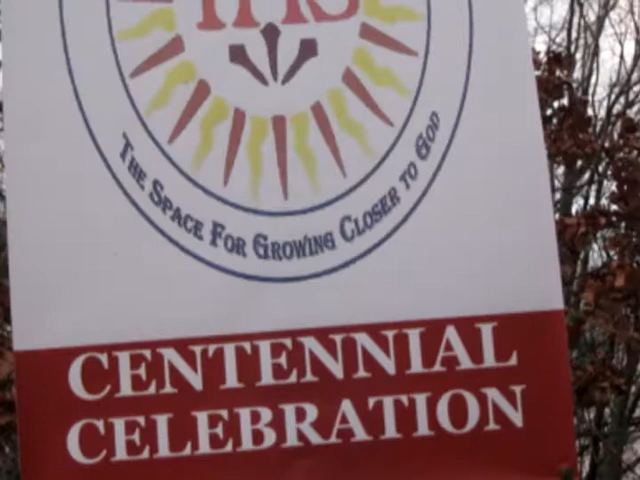 IHS
THE SPACE FOR GROWING CLOSER TO GOD
CENTENNIAL
CELEBRATION